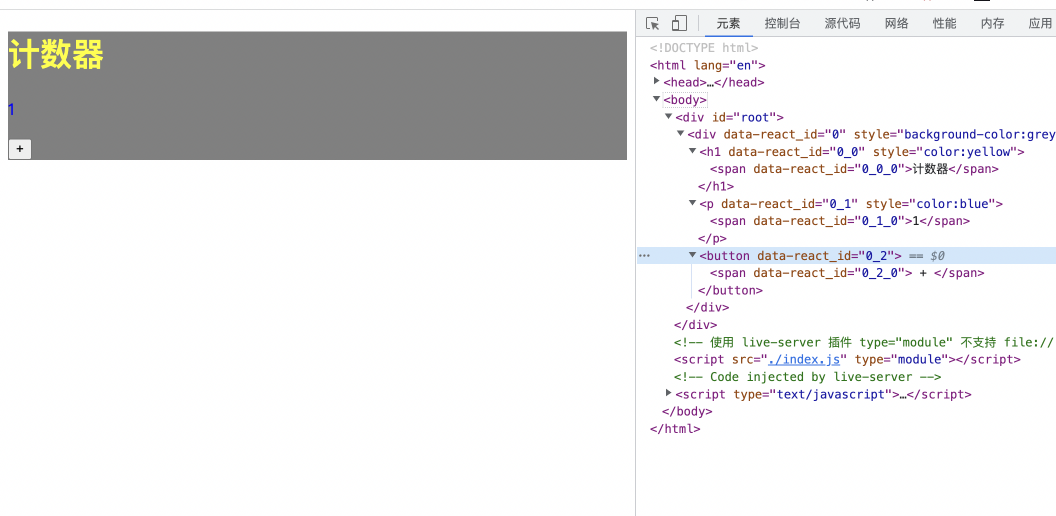 计数器
1
+
元素 控制台 源代码 网络 性能 内存 应用
<!DOCTYPE html>
<html lang="en">
<head>…</head>
<body>
<div id="root">
<div data-react_id="0" style="background-color:grey
<h1 data-react_id="0_0" style="color:yellow">
<span data-react_id="0_0_0">计数器</span>
</h1>
<p data-react_id="0_1" style="color:blue">
<span data-react_id="0_1_0">1</span>
</p>
<button data-react_id="0_2"> == $0
<span data-react_id="0_2_0"> + </span>
</button>
</div>
</div>
<!-- 使用 live-server 插件 type="module" 不支持 file://
<script src="./index.js" type="module"></script>
<!-- Code injected by live-server -->
<script type="text/javascript">…</script>
</body>
</html>